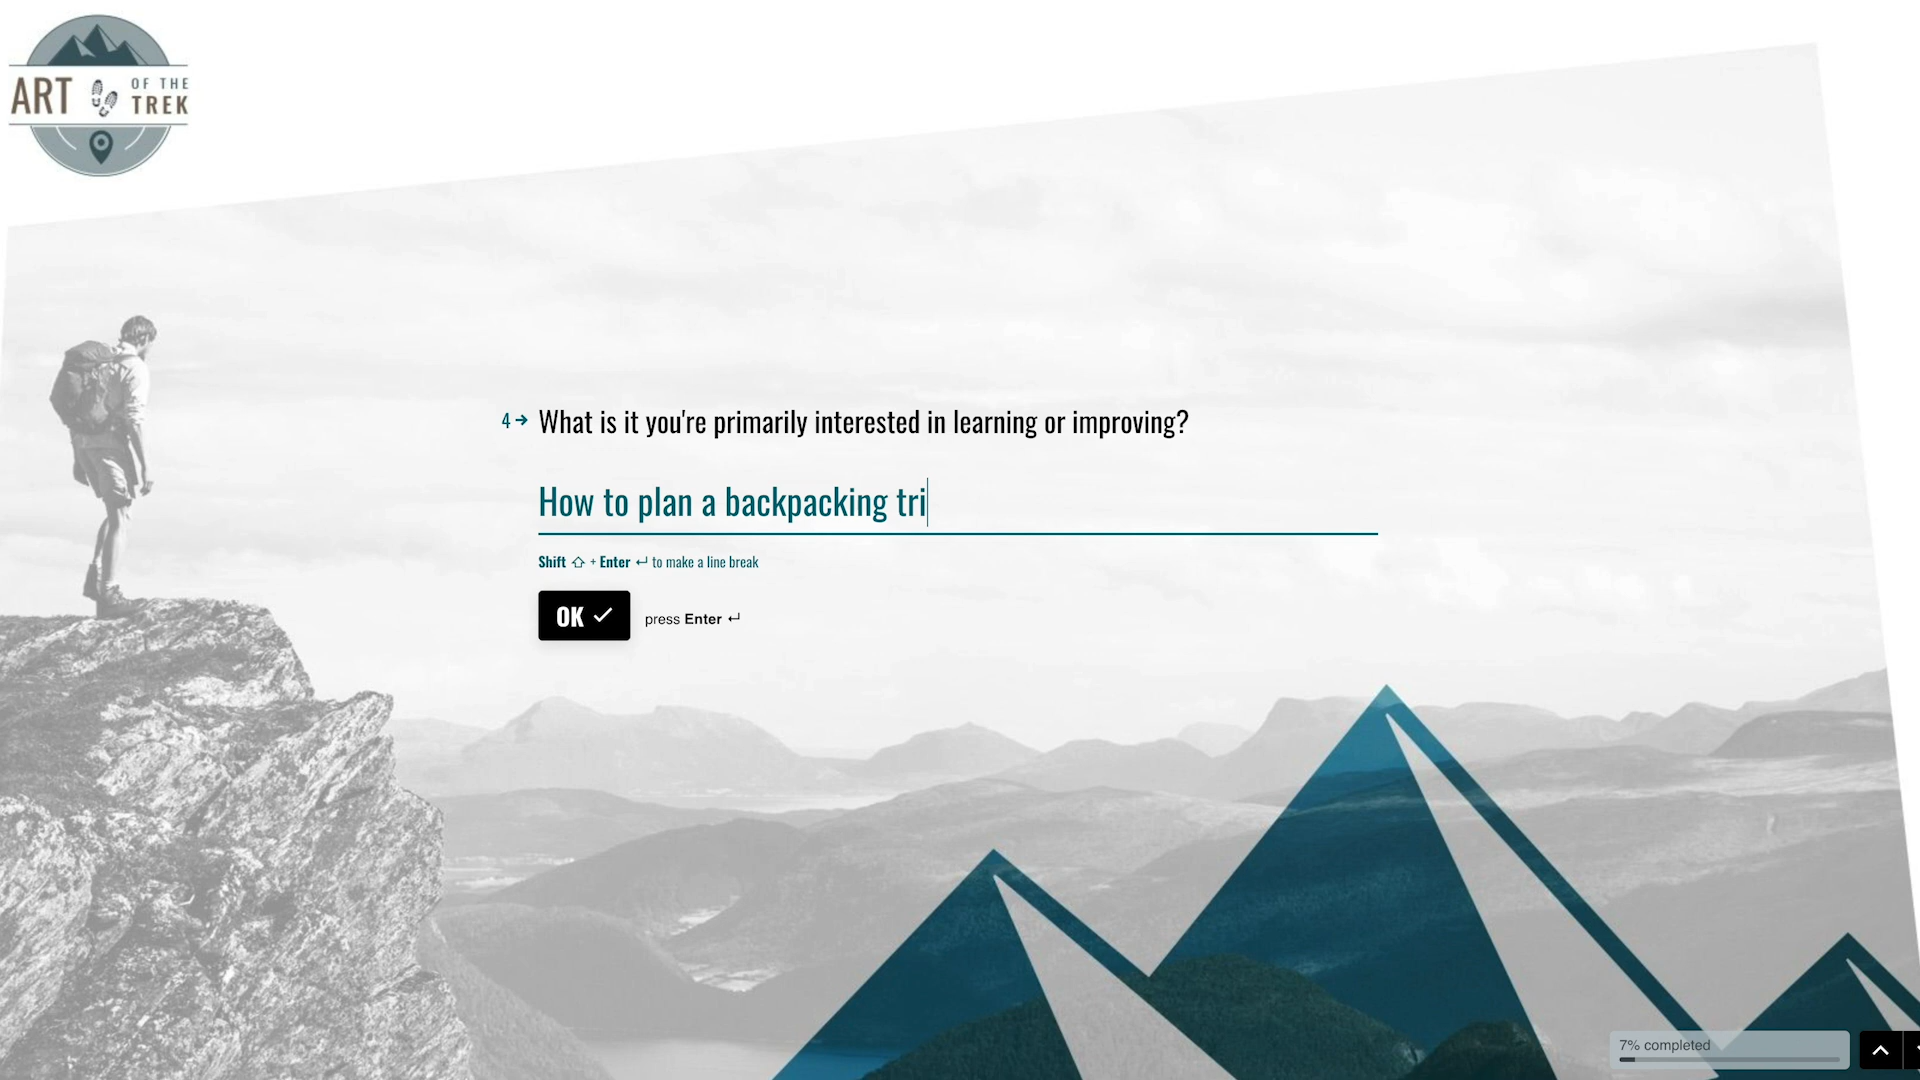 ART OF THE TREK
4 What is it you're primarily interested in learning or improving?
How to plan a backpacking tri
Shift + Enter to make a line break
OK press Enter
7% completed